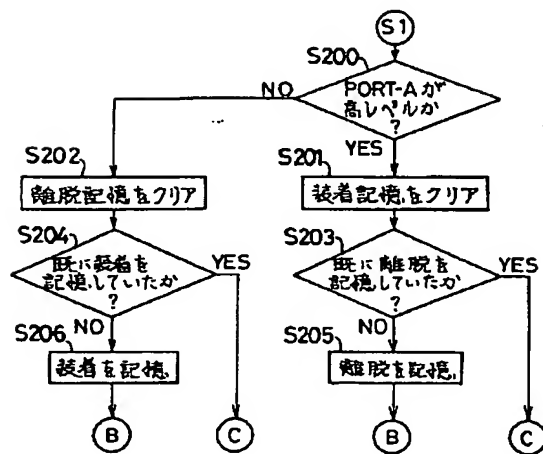 S1
S200
PORT-Aが
高レベルか
?
NO
YES
S202
離脱記憶をクリア
S201
装着記憶をクリア
S204
既に装着を
記憶していたか
?
YES
NO
S203
既に離脱を
記憶していたか
?
YES
NO
S206
装着を記憶
S205
離脱を記憶
B
C
B
C